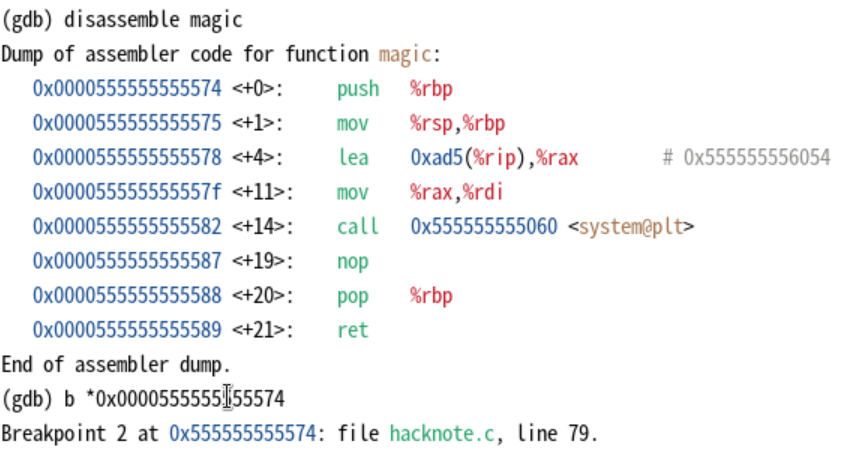 (gdb) disassemble magic
Dump of assembler code for function magic:
   0x0000555555555574 <+0>:     push   %rbp
   0x0000555555555575 <+1>:     mov    %rsp,%rbp
   0x0000555555555578 <+4>:     lea    0xad5(%rip),%rax        # 0x555555556054
   0x000055555555557f <+11>:    mov    %rax,%rdi
   0x0000555555555582 <+14>:    call   0x555555555060 <system@plt>
   0x0000555555555587 <+19>:    nop
   0x0000555555555588 <+20>:    pop    %rbp
   0x0000555555555589 <+21>:    ret
End of assembler dump.
(gdb) b *0x0000555555555574
Breakpoint 2 at 0x555555555574: file hacknote.c, line 79.